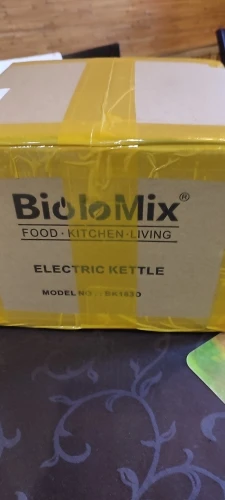 BioloMix®
FOOD · KITCHEN · LIVING
ELECTRIC KETTLE
MODEL NO.: